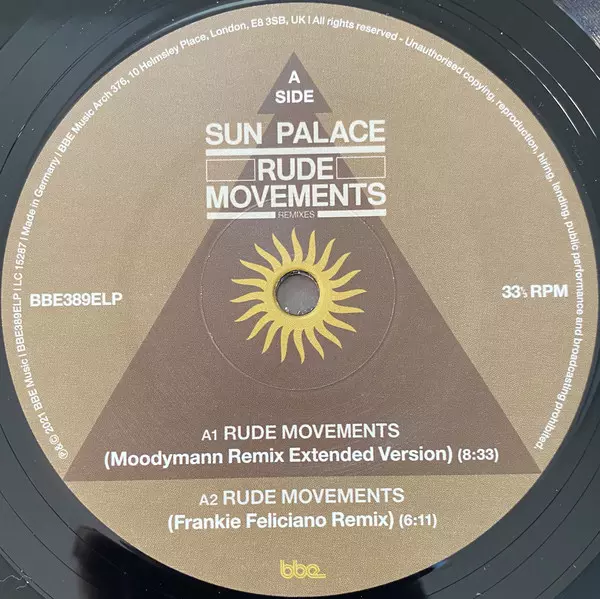 ℗&© 2021 BBE Music I BBE389ELP I LC 15287 I Made in Germany I BBE Music Arch 376, 10 Helmsley Place, London, E8 3SB, UK I All rights reserved - Unauthorised copying, reproduction, hiring, lending, public performance and broadcasting prohibited.
A
SIDE
SUN PALACE
RUDE
MOVEMENTS
REMIXES
BBE389ELP
33⅓ RPM
A1 RUDE MOVEMENTS
(Moodymann Remix Extended Version) (8:33)
A2 RUDE MOVEMENTS
(Frankie Feliciano Remix) (6:11)
bbe